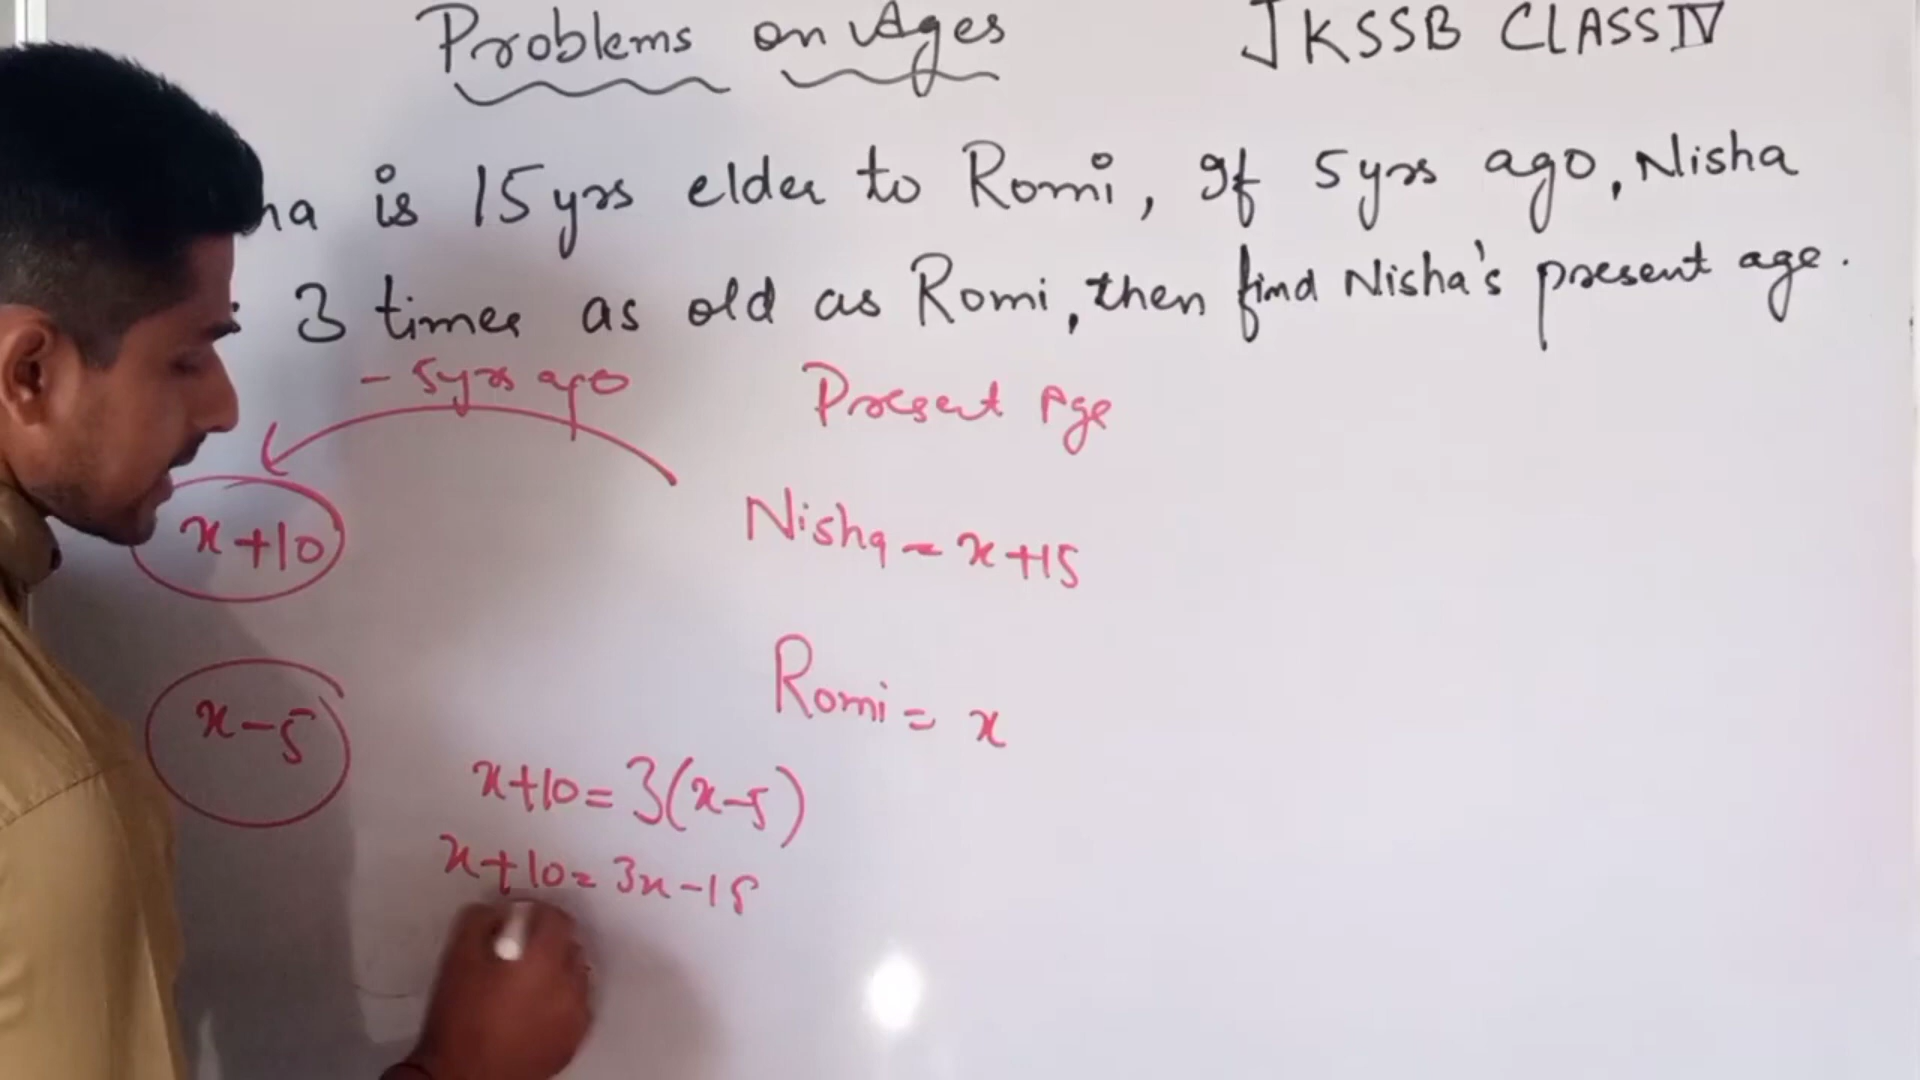 Problems on Ages JKSSB CLASS IV
ha is 15 yrs elder to Romi, If 5 yrs ago, Nisha
3 times as old as Romi, then find Nisha's present age.
- 5yrs ago Present Age
x+10 Nisha = x+15
x-5 Romi = x
x+10=3(x-5)
x+10=3x-15